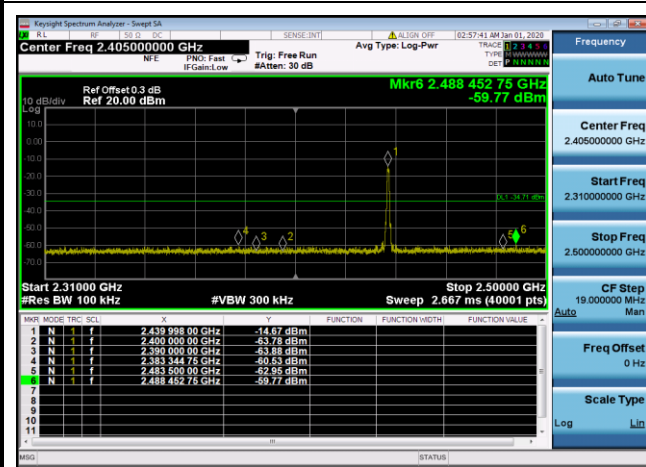 Keysight Spectrum Analyzer - Swept SA
RL RF 50 Ω DC SENSE:INT ALIGN OFF 02:57:41 AM Jan 01, 2020
Center Freq 2.405000000 GHz
NFE PNO: Fast IFGain:Low Trig: Free Run #Atten: 30 dB Avg Type: Log-Pwr
TRACE 1 2 3 4 5 6
TYPE M WWWWW
DET P N N N N N
Mkr6 2.488 452 75 GHz
-59.77 dBm
Ref Offset 0.3 dB
10 dB/div Ref 20.00 dBm
Log
10.0
0.00
-10.0
-20.0
-30.0
-40.0
-50.0
-60.0
-70.0
DL1 -34.71 dBm
1
4
3
2
5
6
Start 2.31000 GHz Stop 2.50000 GHz
#Res BW 100 kHz #VBW 300 kHz Sweep 2.667 ms (40001 pts)
MKR MODE TRC SCL X Y FUNCTION FUNCTION WIDTH FUNCTION VALUE
1 N 1 f 2.439 998 00 GHz -14.67 dBm
2 N 1 f 2.400 000 00 GHz -63.78 dBm
3 N 1 f 2.390 000 00 GHz -63.88 dBm
4 N 1 f 2.383 344 75 GHz -60.53 dBm
5 N 1 f 2.483 500 00 GHz -62.95 dBm
6 N 1 f 2.488 452 75 GHz -59.77 dBm
7
8
9
10
11
MSG STATUS
Frequency
Auto Tune
Center Freq
2.405000000 GHz
Start Freq
2.310000000 GHz
Stop Freq
2.500000000 GHz
CF Step
19.000000 MHz
Auto Man
Freq Offset
0 Hz
Scale Type
Log Lin